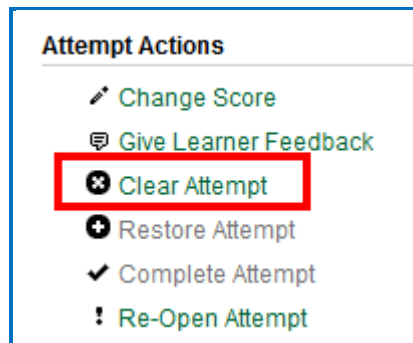 Attempt Actions
Change Score
Give Learner Feedback
Clear Attempt
Restore Attempt
Complete Attempt
Re-Open Attempt